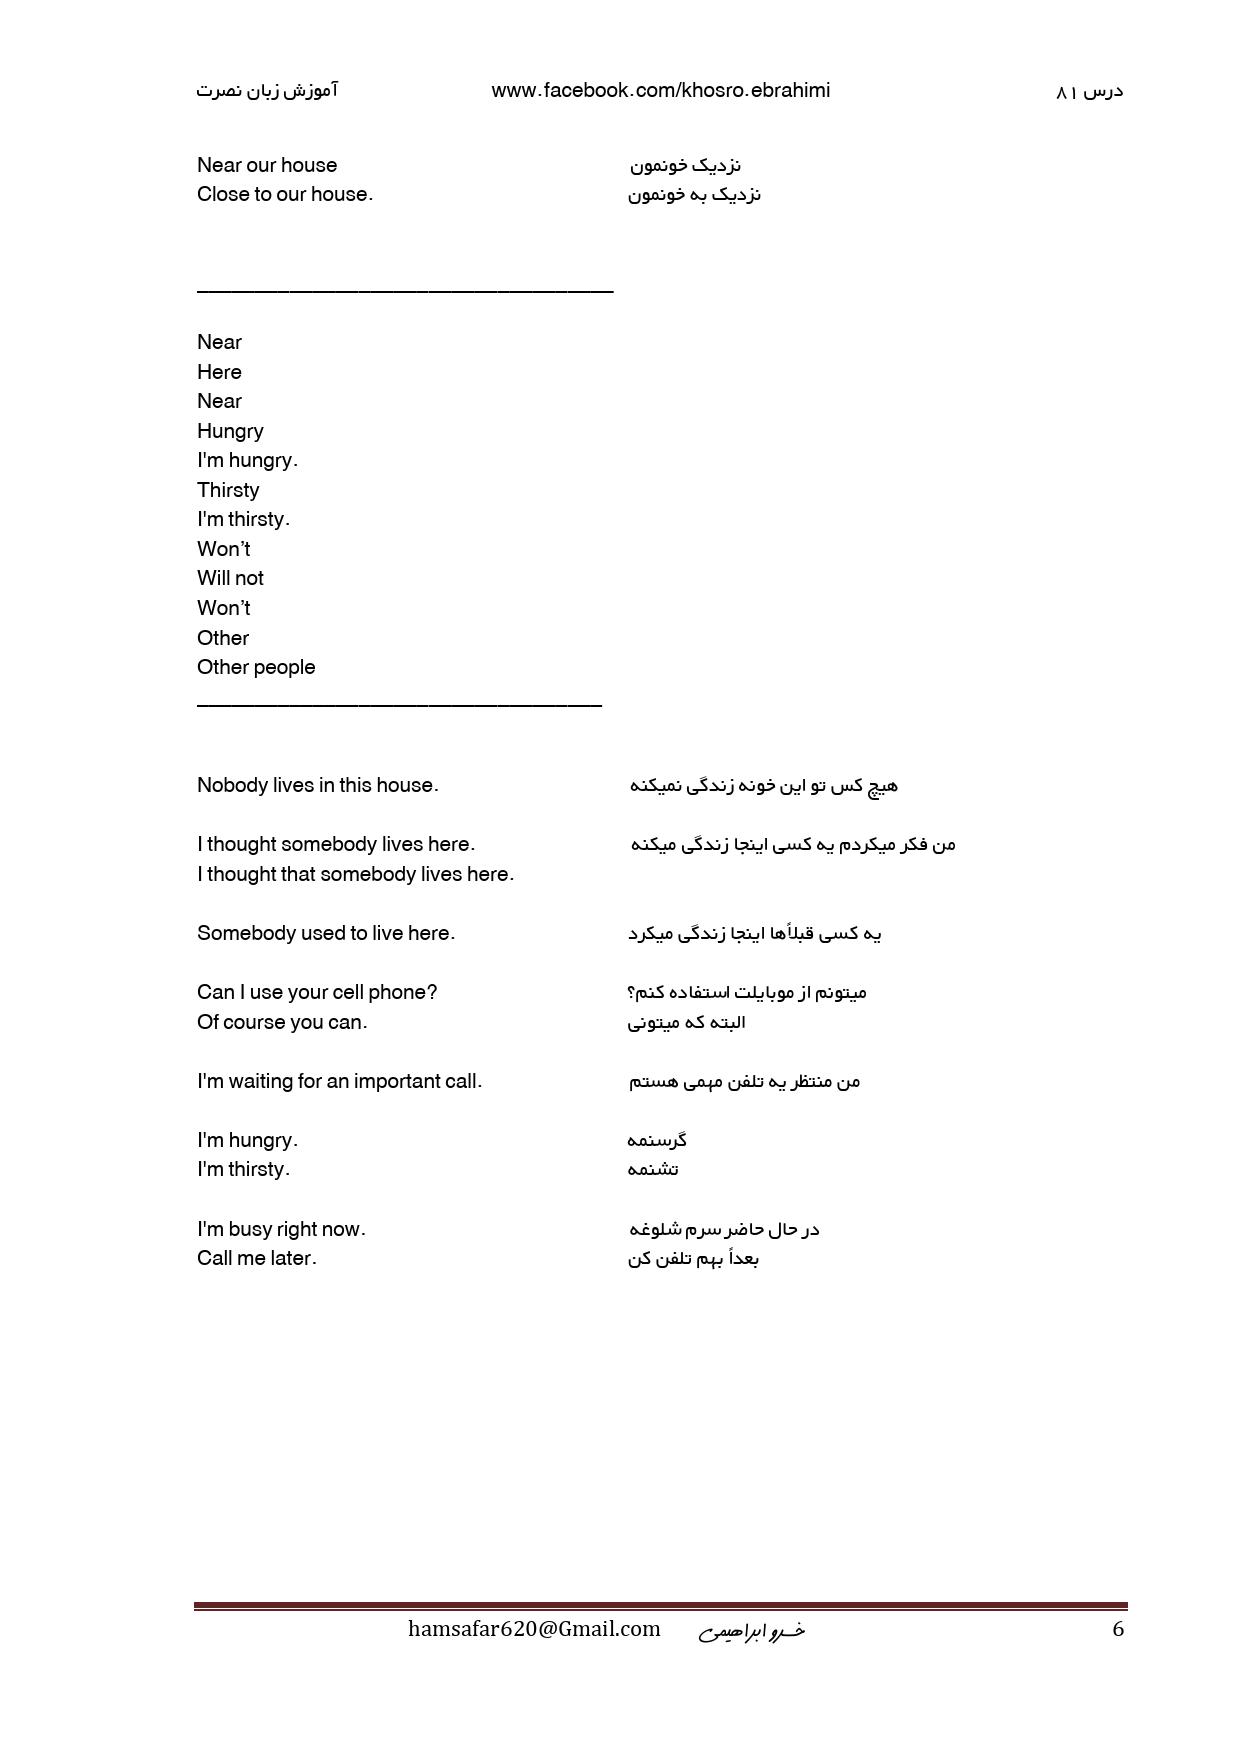 آموزش زبان نصرت www.facebook.com/khosro.ebrahimi درس ۸۱
Near our house نزدیک خونمون
Close to our house. نزدیک به خونمون
____________________________________
Near
Here
Near
Hungry
I'm hungry.
Thirsty
I'm thirsty.
Won’t
Will not
Won’t
Other
Other people
___________________________________
Nobody lives in this house. هیچ کس تو این خونه زندگی نمیکنه
I thought somebody lives here. من فکر میکردم یه کسی اینجا زندگی میکنه
I thought that somebody lives here.
Somebody used to live here. یه کسی قبلاًها اینجا زندگی میکرد
Can I use your cell phone? میتونم از موبایلت استفاده کنم؟
Of course you can. البته که میتونی
I'm waiting for an important call. من منتظر یه تلفن مهمی هستم
I'm hungry. گرسنمه
I'm thirsty. تشنمه
I'm busy right now. در حال حاضر سرم شلوغه
Call me later. بعداً بهم تلفن کن
hamsafar620@Gmail.com خسرو ابراهیمی 6